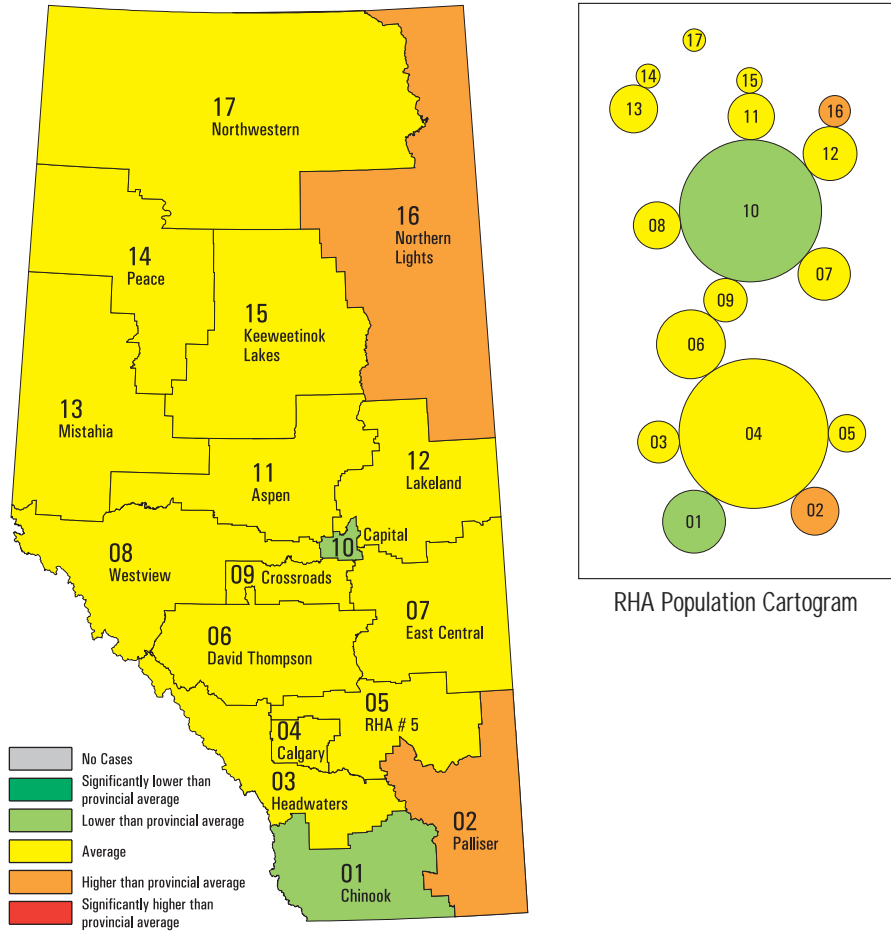 17
Northwestern
16
Northern
Lights
14
Peace
15
Keeweetinok
Lakes
13
Mistahia
11
Aspen
12
Lakeland
10
Capital
08
Westview
09 Crossroads
07
East Central
06
David Thompson
05
RHA # 5
04
Calgary
03
Headwaters
02
Palliser
01
Chinook
No Cases
Significantly lower than
provincial average
Lower than provincial average
Average
Higher than provincial average
Significantly higher than
provincial average
17
14
15
13
11
16
12
10
08
07
09
06
04
03
05
01
02
RHA Population Cartogram